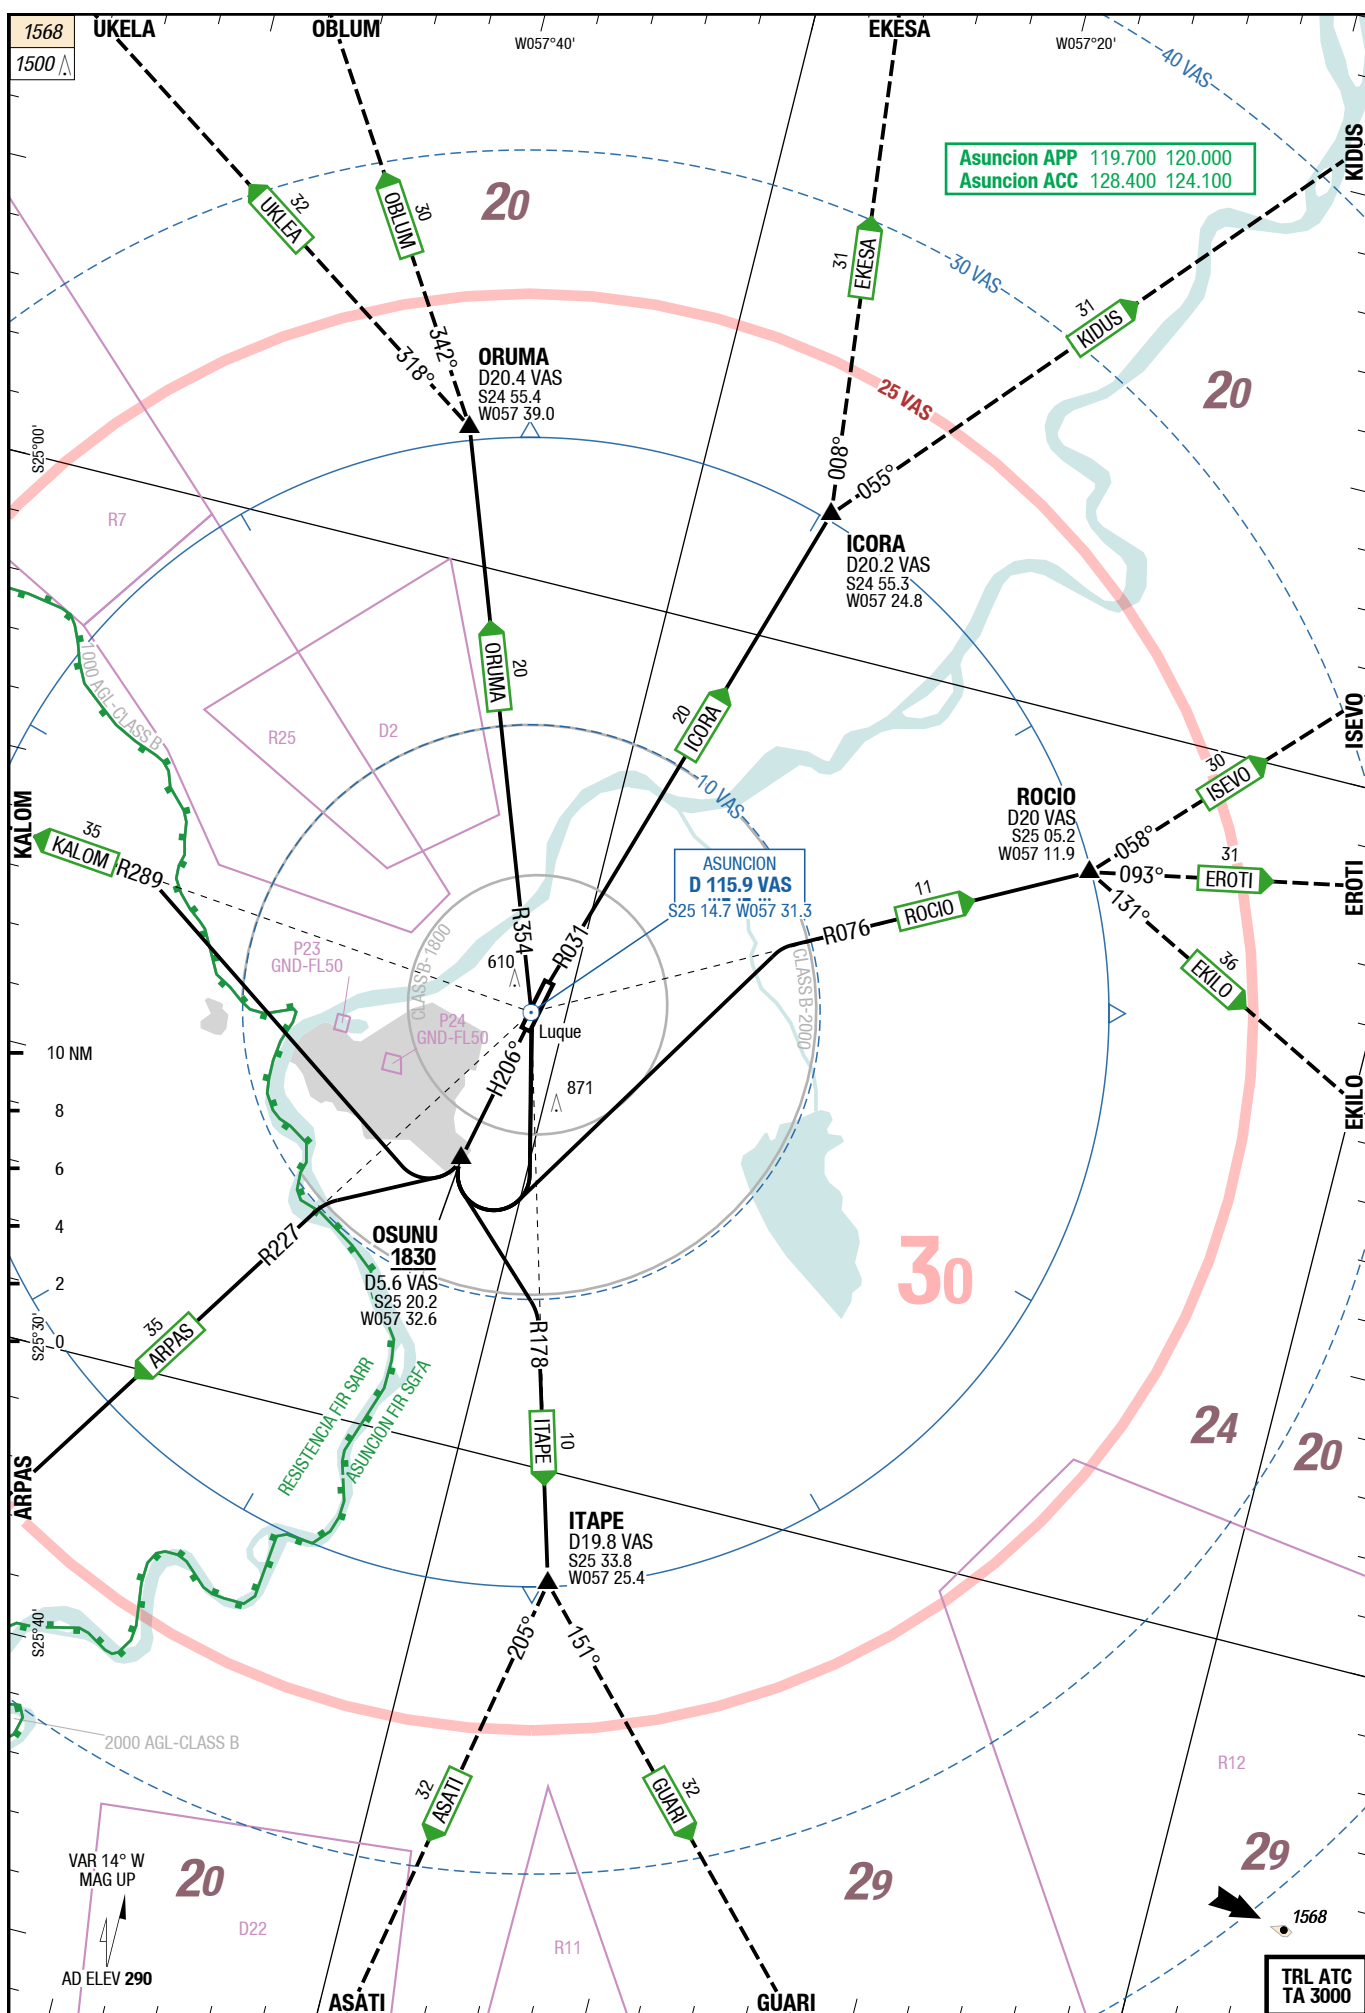 1568
1500
UKELA
OBLUM
W057°40'
EKESA
W057°20'
40 VAS
KIDUS
Asuncion APP 119.700 120.000
Asuncion ACC 128.400 124.100
20
32
UKLEA
30
OBLUM
31
EKESA
30 VAS
31
KIDUS
318°
342°
ORUMA
D20.4 VAS
S24 55.4
W057 39.0
25 VAS
20
S25°00'
R7
008°
055°
ICORA
D20.2 VAS
S24 55.3
W057 24.8
1000 AGL-CLASS B
R25
D2
ORUMA
20
20
ICORA
10 VAS
ISEVO
30
ISEVO
KALOM
35
KALOM
R289
ROCIO
D20 VAS
S25 05.2
W057 11.9
058°
093°
131°
31
EROTI
EROTI
ASUNCION
D 115.9 VAS
S25 14.7 W057 31.3
11
ROCIO
R076
R354
R031
P23
GND-FL50
CLASS B-1800
610
CLASS B-2000
36
EKILO
P24
GND-FL50
Luque
H206°
871
EKILO
10 NM
8
6
4
2
0
R227
OSUNU
1830
D5.6 VAS
S25 20.2
W057 32.6
30
S25°30'
35
ARPAS
R178
RESISTENCIA FIR SARR
ASUNCION FIR SGFA
ITAPE
10
24
20
ARPAS
ITAPE
D19.8 VAS
S25 33.8
W057 25.4
S25°40'
205°
151°
2000 AGL-CLASS B
R12
32
ASATI
32
GUARI
VAR 14° W
MAG UP
20
29
29
D22
R11
1568
AD ELEV 290
ASATI
GUARI
TRL ATC
TA 3000